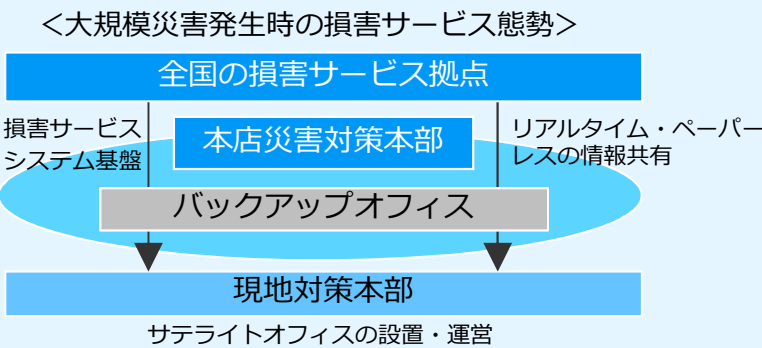 ＜大規模災害発生時の損害サービス態勢＞
全国の損害サービス拠点
損害サービス
システム基盤
本店災害対策本部
リアルタイム・ペーパー
レスの情報共有
バックアップオフィス
現地対策本部
サテライトオフィスの設置・運営